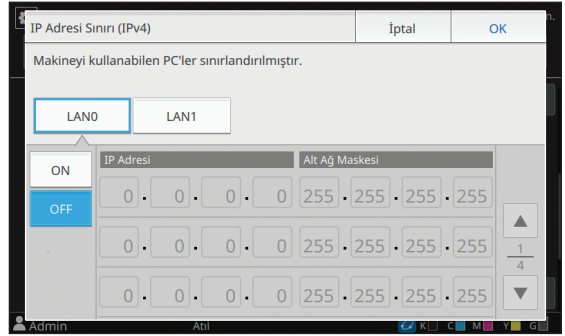 IP Adresi Sınırı (IPv4) İptal OK
Makineyi kullanabilen PC'ler sınırlandırılmıştır.
LAN0 LAN1
ON
OFF
IP Adresi Alt Ağ Maskesi
0. 0. 0. 0 255. 255. 255. 255
0. 0. 0. 0 255. 255. 255. 255
0. 0. 0. 0 255. 255. 255. 255
1
4
Admin Atıl K C M Y G